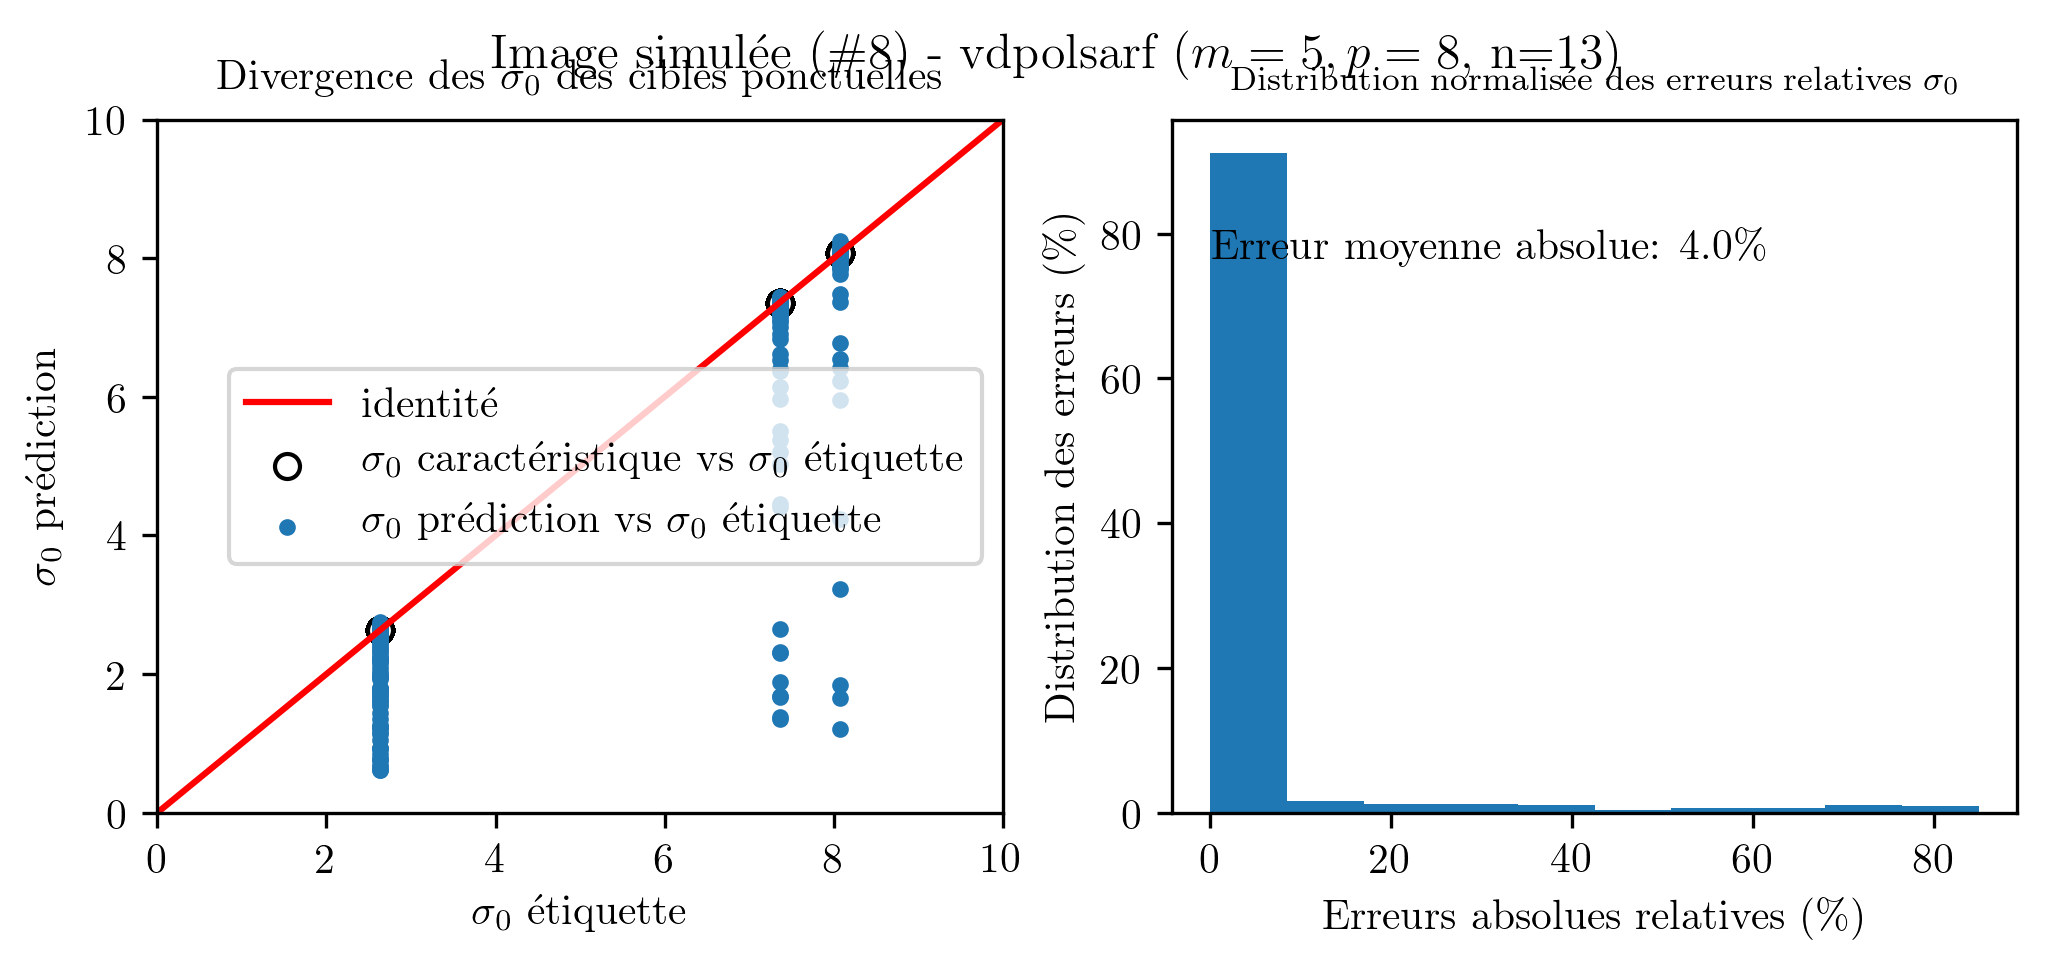 Image simulée (#8) - vdpolsarf (m = 5, p = 8, n=13)
Divergence des σ0 des cibles ponctuelles
10
8
6
4
2
0
σ0 prédiction
identité
σ0 caractéristique vs σ0 étiquette
σ0 prédiction vs σ0 étiquette
0 2 4 6 8 10
σ0 étiquette
Distribution normalisée des erreurs relatives σ0
80
60
40
20
0
Distribution des erreurs (%)
Erreur moyenne absolue: 4.0%
0 20 40 60 80
Erreurs absolues relatives (%)